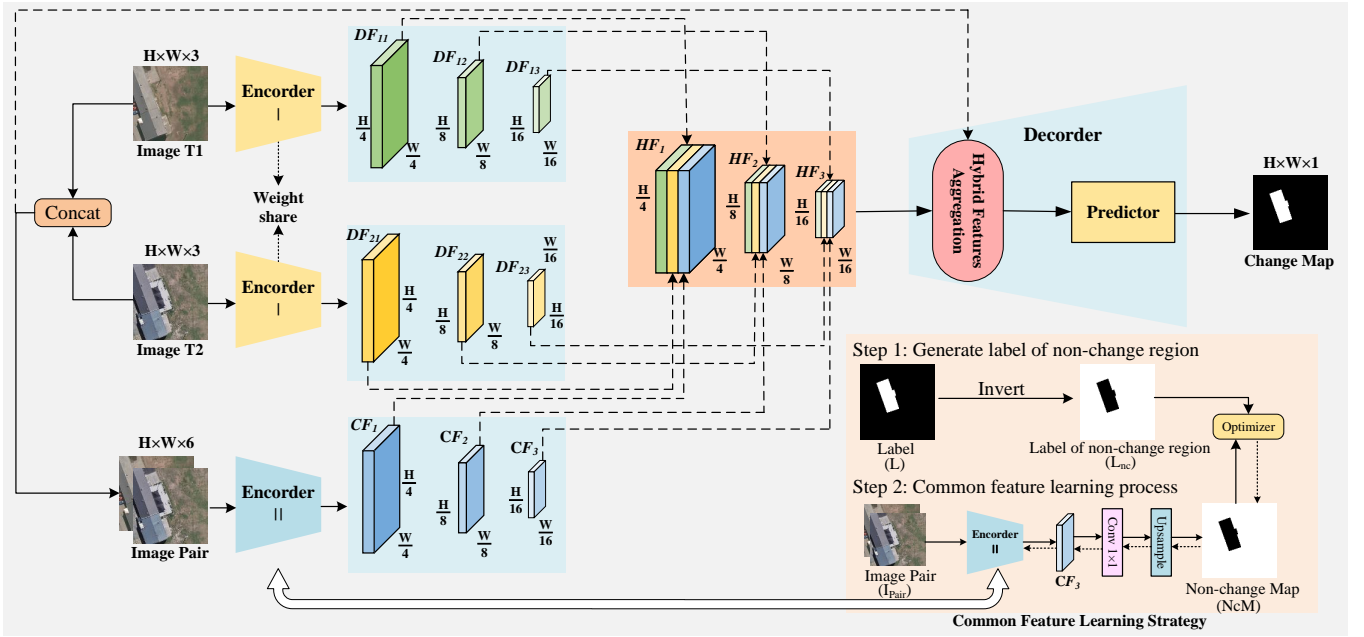 H×W×3
Image T1
Encorder
I
DF11
DF12
DF13
H/4
W/4
H/8
W/8
H/16
W/16
Weight
share
Concat
H×W×3
Image T2
Encorder
I
DF21
DF22
DF23
H/4
W/4
H/8
W/8
H/16
W/16
H×W×6
Image Pair
Encorder
II
CF1
CF2
CF3
H/4
W/4
H/8
W/8
H/16
W/16
HF1
HF2
HF3
H/4
W/4
H/8
W/8
H/16
W/16
Decorder
Hybrid Features
Aggregation
Predictor
H×W×1
Change Map
Step 1: Generate label of non-change region
Label
(L)
Invert
Label of non-change region
(Lnc)
Optimizer
Step 2: Common feature learning process
Image Pair
(IPair)
Encorder
II
CF3
Conv 1×1
Upsample
Non-change Map
(NcM)
Common Feature Learning Strategy